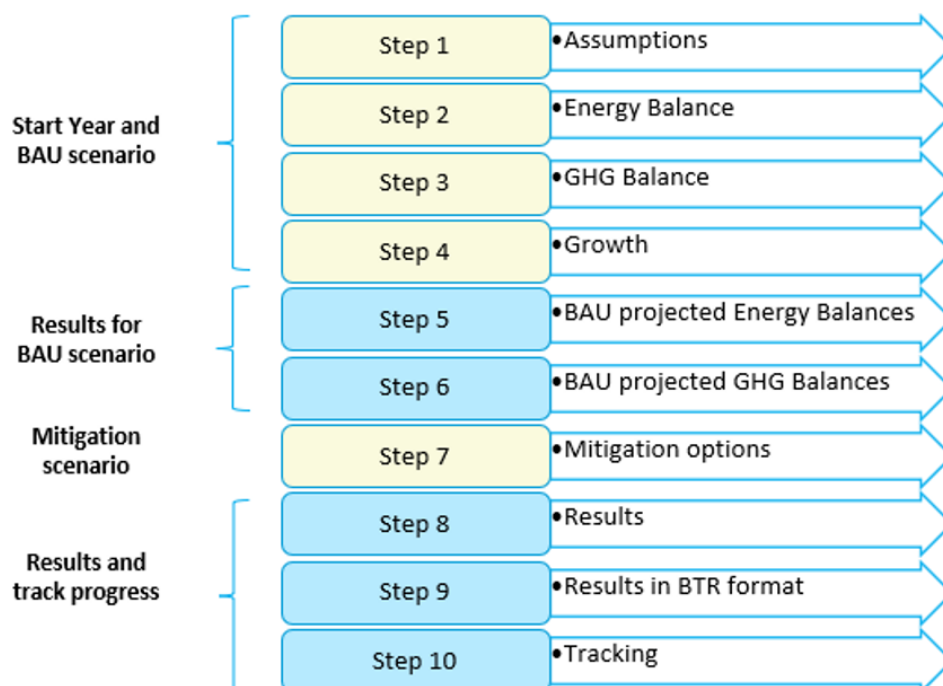 Start Year and
BAU scenario
Step 1
•Assumptions
Step 2
•Energy Balance
Step 3
•GHG Balance
Step 4
•Growth
Results for
BAU scenario
Step 5
•BAU projected Energy Balances
Step 6
•BAU projected GHG Balances
Mitigation
scenario
Step 7
•Mitigation options
Results and
track progress
Step 8
•Results
Step 9
•Results in BTR format
Step 10
•Tracking